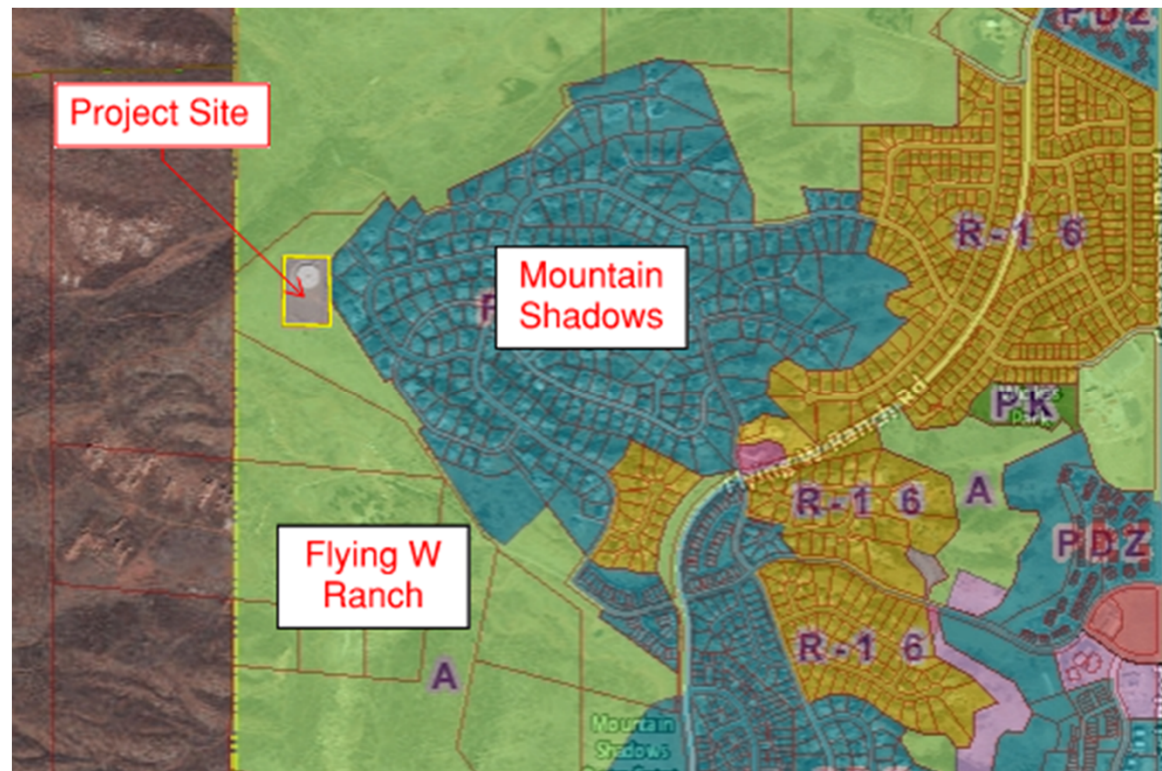 PDZ
Project Site
R-1 6
Mountain
Shadows
Flying W Ranch Rd
PK
R-1 6
A
PDZ
Flying W
Ranch
R-1 6
A
Mountain
Shadows